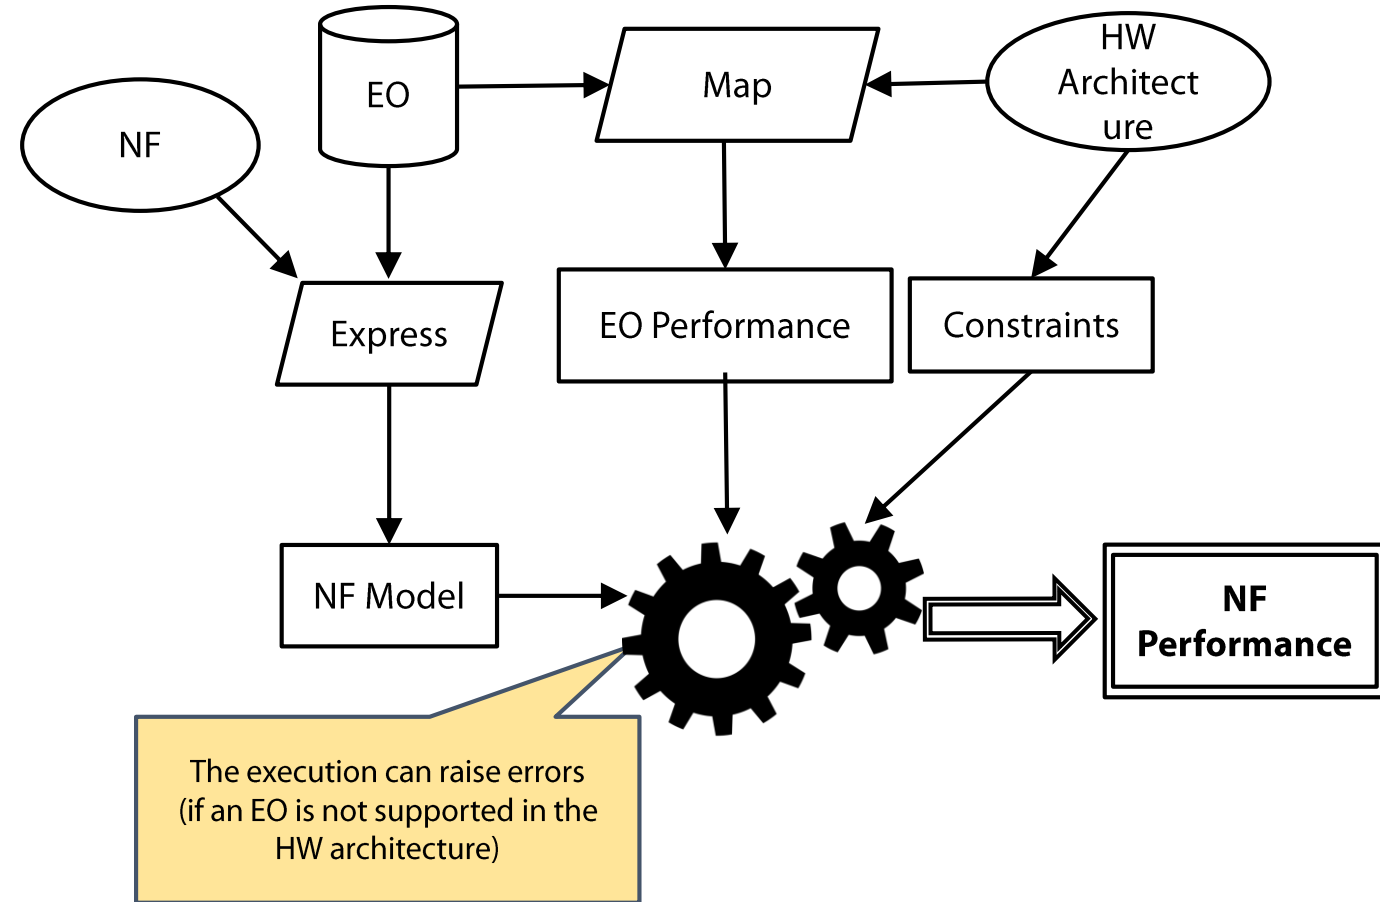 NF
EO
Map
HW
Architect
ure
Express
EO Performance
Constraints
NF Model
NF
Performance
The execution can raise errors
(if an EO is not supported in the
HW architecture)